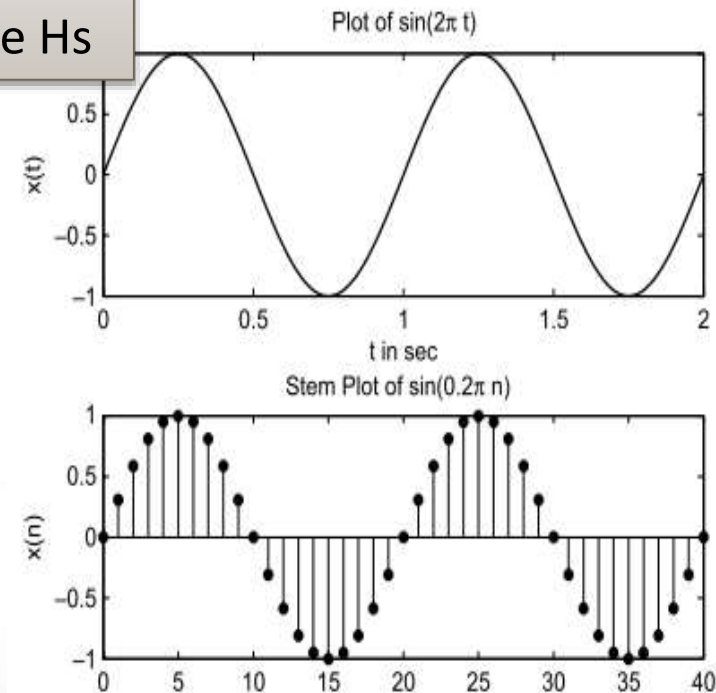 e Hs
Plot of sin(2π t)
0.5
0
−0.5
−1
x(t)
0 0.5 1 1.5 2
t in sec
Stem Plot of sin(0.2π n)
1
0.5
0
−0.5
−1
x(n)
0 5 10 15 20 25 30 35 40